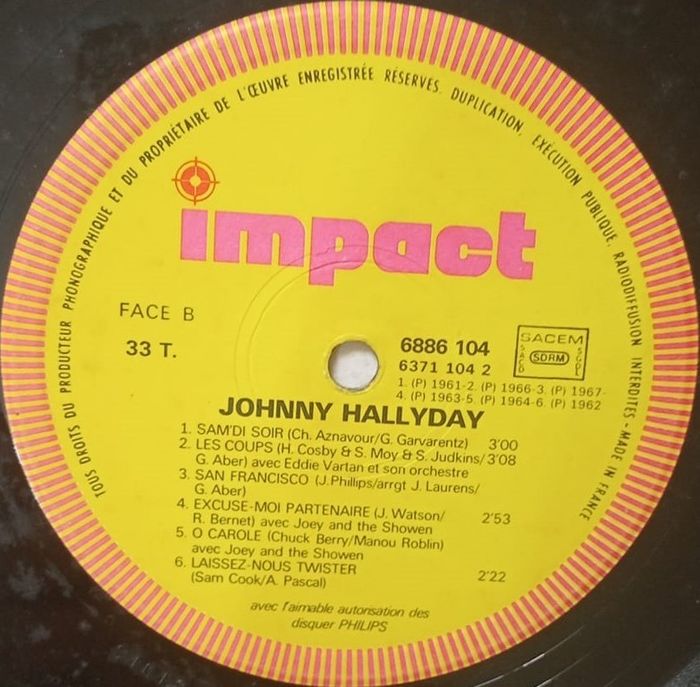 TOUS DROITS DU PRODUCTEUR PHONOGRAPHIQUE ET DU PROPRIÉTAIRE DE L'ŒUVRE ENREGISTRÉE RÉSERVÉS. DUPLICATION, EXÉCUTION PUBLIQUE, RADIODIFFUSION INTERDITES - MADE IN FRANCE
impact
FACE B
33 T.
6886 104
6371 104 2
SACEM
SACD
SDRM
SGDL
1. (P) 1961-2. (P) 1966-3. (P) 1967-
4. (P) 1963-5. (P) 1964-6. (P) 1962
JOHNNY HALLYDAY
1. SAM'DI SOIR (Ch. Aznavour/G. Garvarentz) 3'00
2. LES COUPS (H. Cosby & S. Moy & S. Judkins/ 3'08
G. Aber) avec Eddie Vartan et son orchestre
3. SAN FRANCISCO (J.Phillips/arrgt J. Laurens/
G. Aber)
4. EXCUSE-MOI PARTENAIRE (J. Watson/ 2'53
R. Bernet) avec Joey and the Showen
5. O CAROLE (Chuck Berry/Manou Roblin)
avec Joey and the Showen
6. LAISSEZ-NOUS TWISTER
(Sam Cook/A. Pascal) 2'22
avec l'aimable autorisation des
disquer PHILIPS